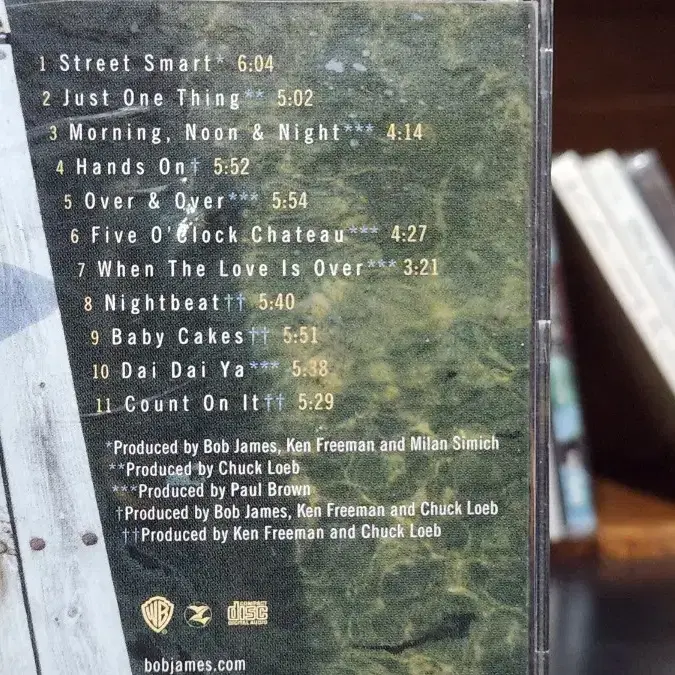 1 Street Smart* 6:04
2 Just One Thing** 5:02
3 Morning, Noon & Night*** 4:14
4 Hands On† 5:52
5 Over & Over*** 5:54
6 Five O'Clock Chateau*** 4:27
7 When The Love Is Over*** 3:21
8 Nightbeat†† 5:40
9 Baby Cakes†† 5:51
10 Dai Dai Ya*** 5:38
11 Count On It†† 5:29
*Produced by Bob James, Ken Freeman and Milan Simich
**Produced by Chuck Loeb
***Produced by Paul Brown
†Produced by Bob James, Ken Freeman and Chuck Loeb
††Produced by Ken Freeman and Chuck Loeb
WB COMPACT disc DIGITAL AUDIO
bobjames.com